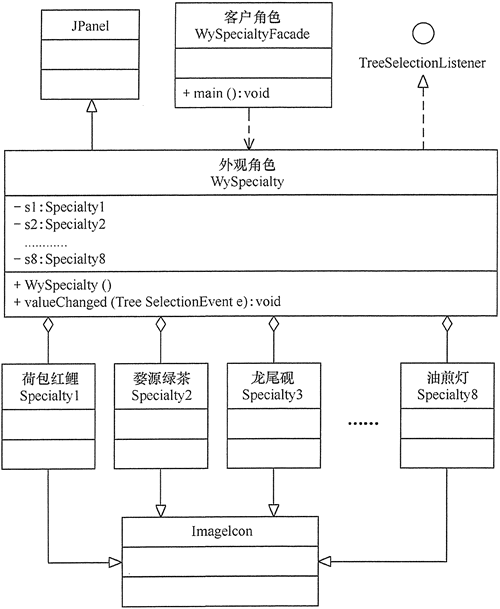 JPanel
客户角色
WySpecialtyFacade
+ main ():void
TreeSelectionListener
外观角色
WySpecialty
− s1:Specialty1
− s2:Specialty2
............
− s8:Specialty8
+ WySpecialty ()
+ valueChanged (Tree SelectionEvent e):void
荷包红鲤
Specialty1
婺源绿茶
Specialty2
龙尾砚
Specialty3
……
油煎灯
Specialty8
ImageIcon